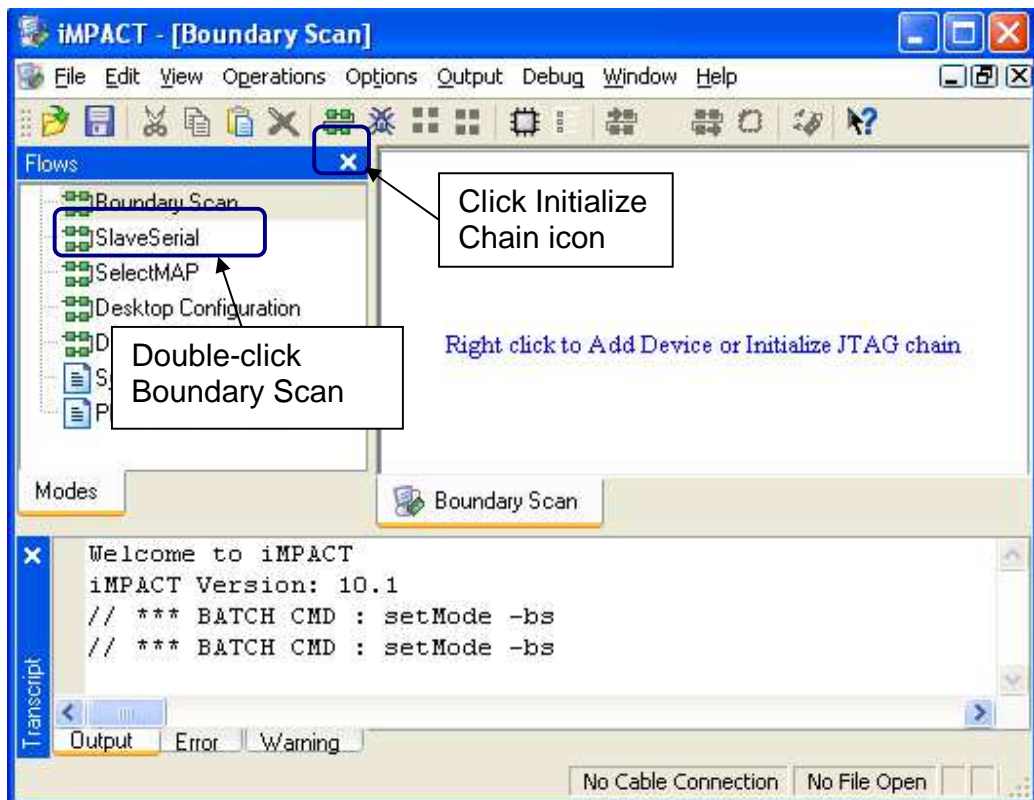 iMPACT - [Boundary Scan]
File Edit View Operations Options Output Debug Window Help
Flows
Boundary Scan
SlaveSerial
SelectMAP
Desktop Configuration
D
S
P
Click Initialize
Chain icon
Double-click
Boundary Scan
Right click to Add Device or Initialize JTAG chain
Modes
Boundary Scan
Welcome to iMPACT
iMPACT Version: 10.1
// *** BATCH CMD : setMode -bs
// *** BATCH CMD : setMode -bs
Transcript
Output Error Warning
No Cable Connection No File Open